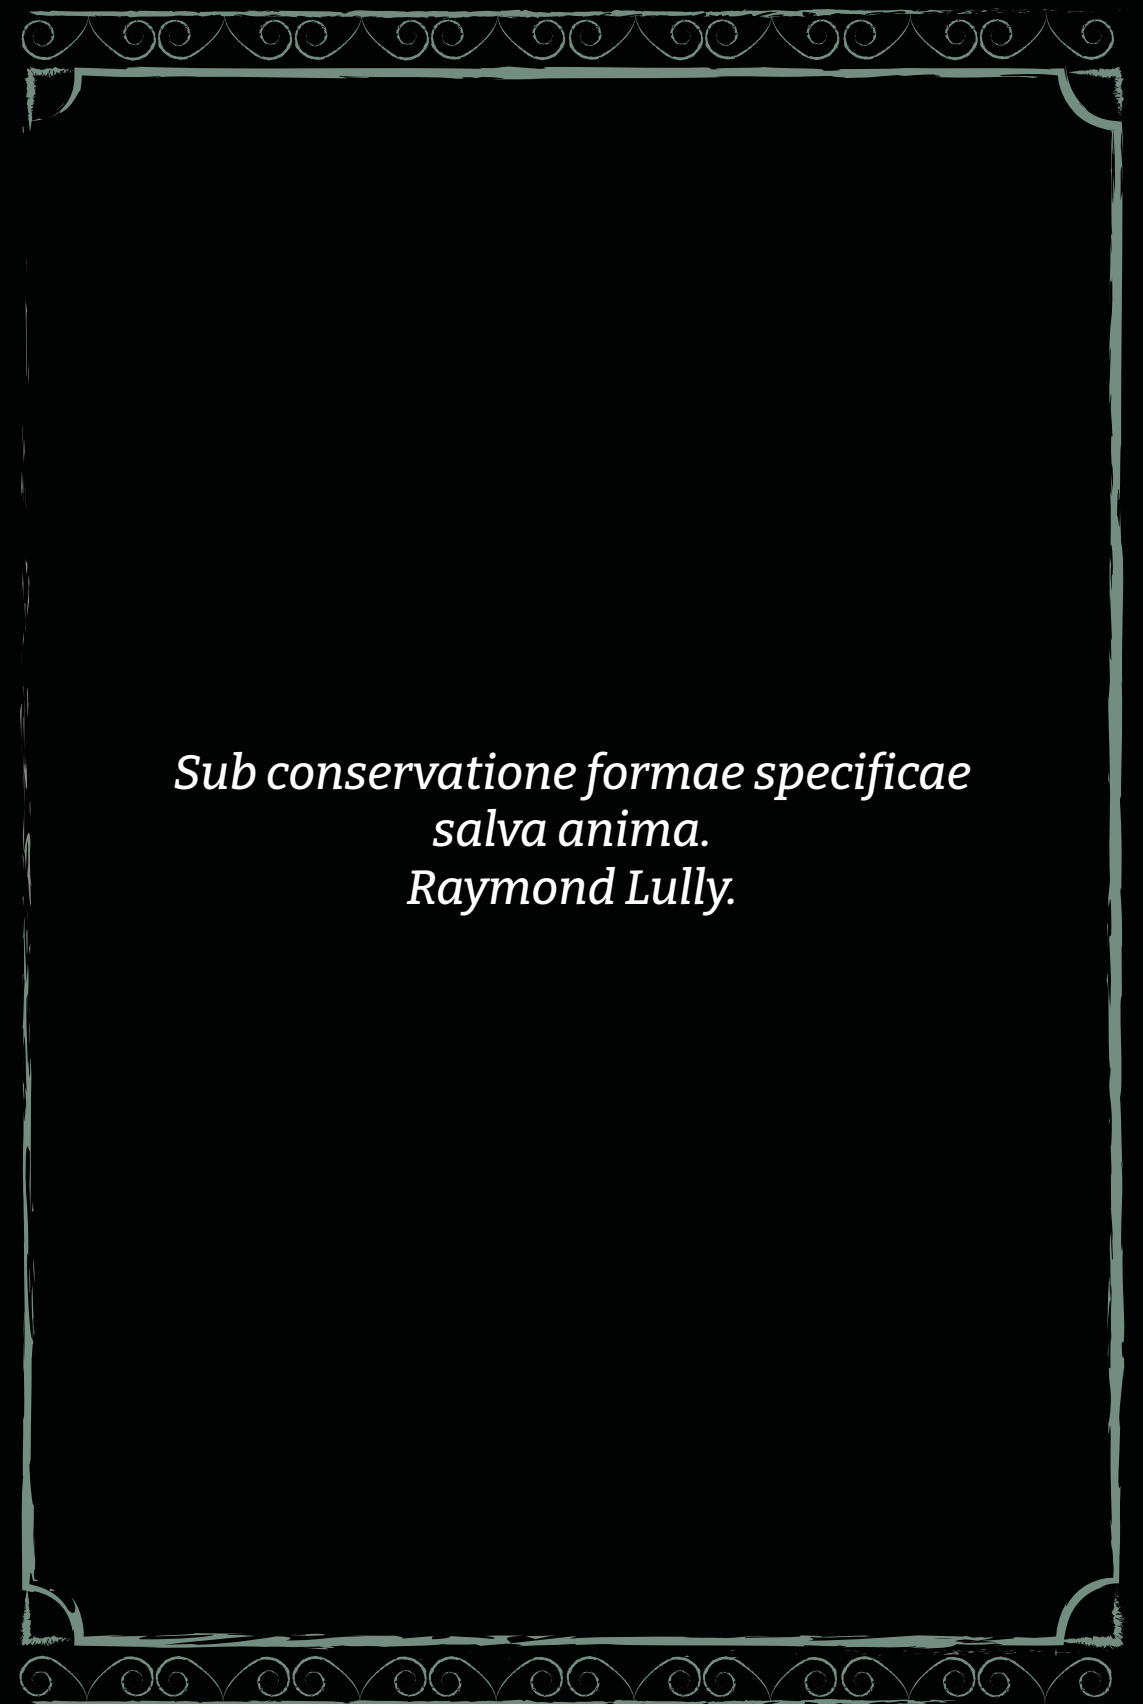 Sub conservatione formae specificae
salva anima.
Raymond Lully.